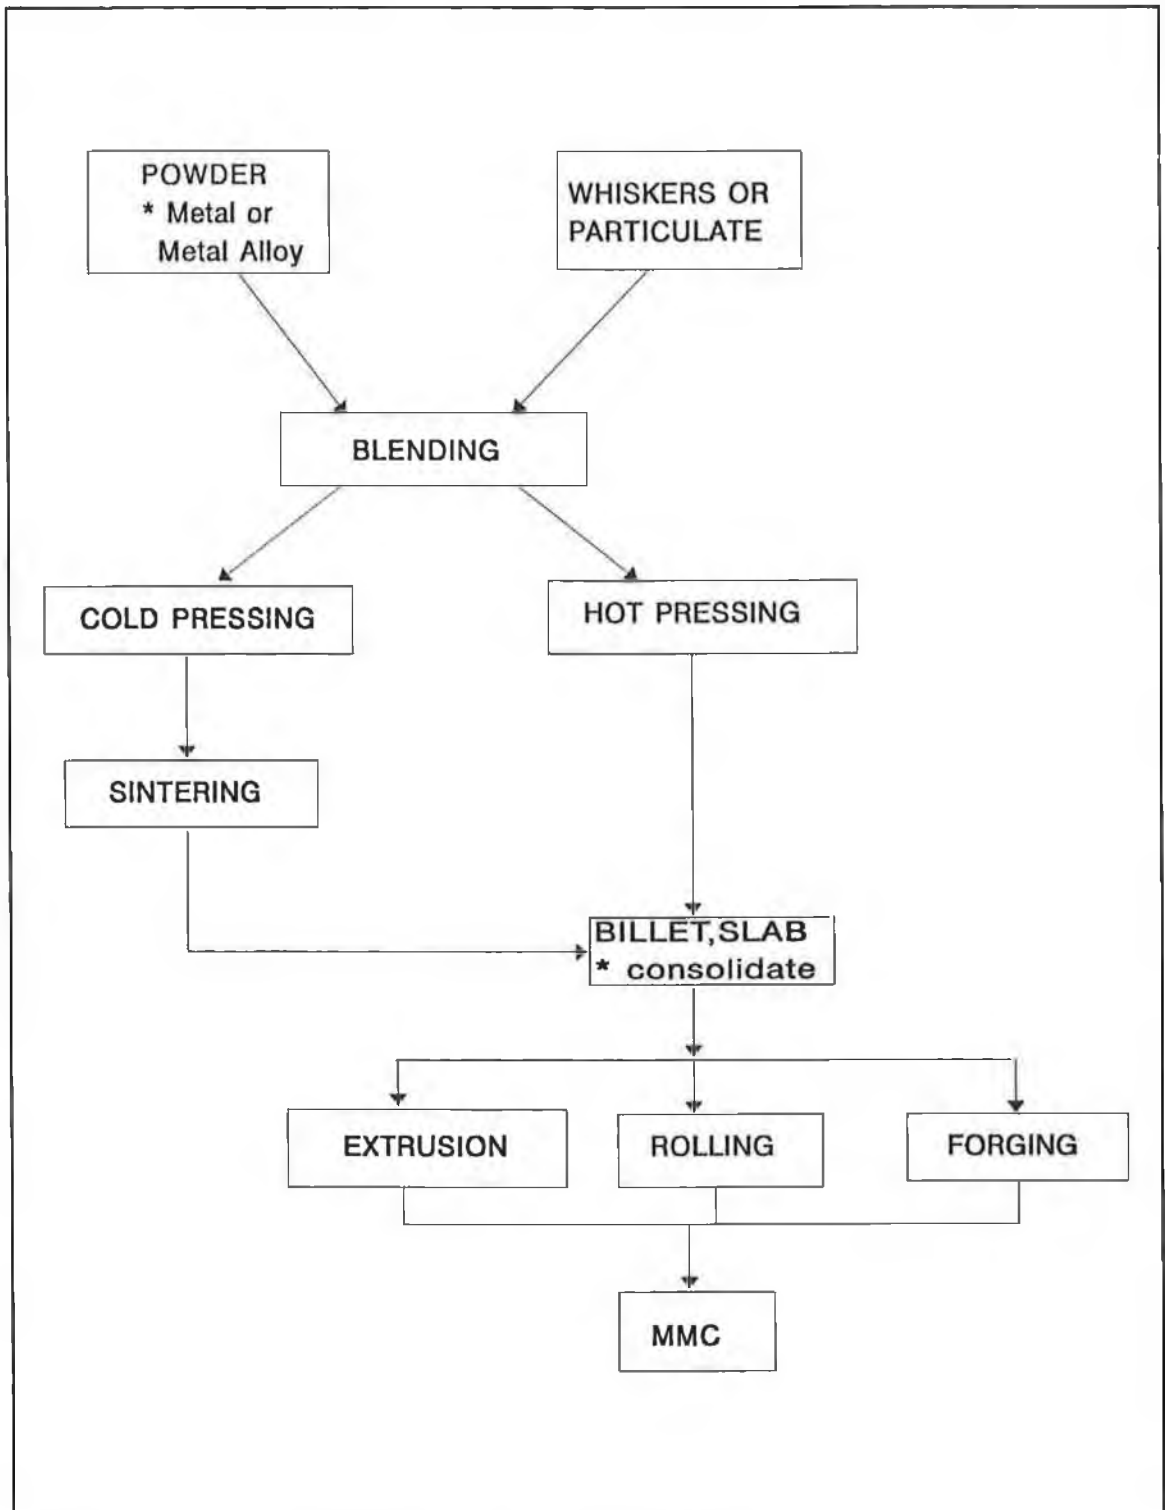 POWDER
* Metal or
Metal Alloy
WHISKERS OR
PARTICULATE
BLENDING
COLD PRESSING
HOT PRESSING
SINTERING
BILLET,SLAB
* consolidate
EXTRUSION
ROLLING
FORGING
MMC